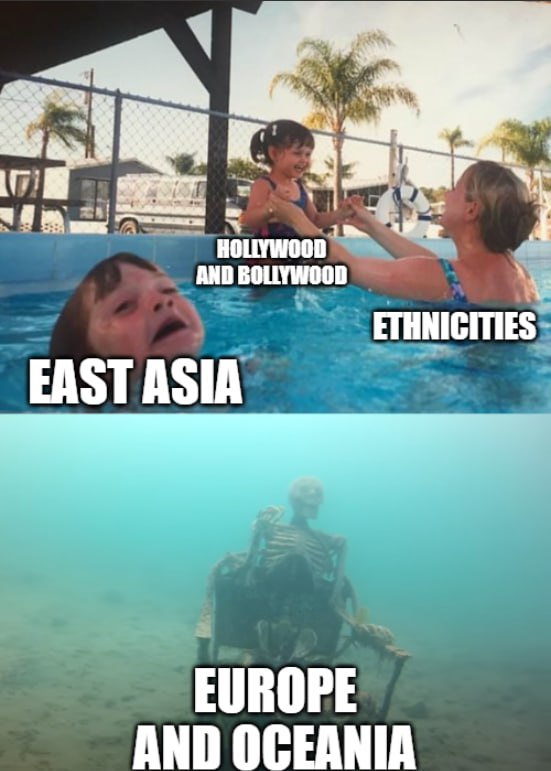 HOLLYWOOD
AND BOLLYWOOD
ETHNICITIES
EAST ASIA
EUROPE
AND OCEANIA